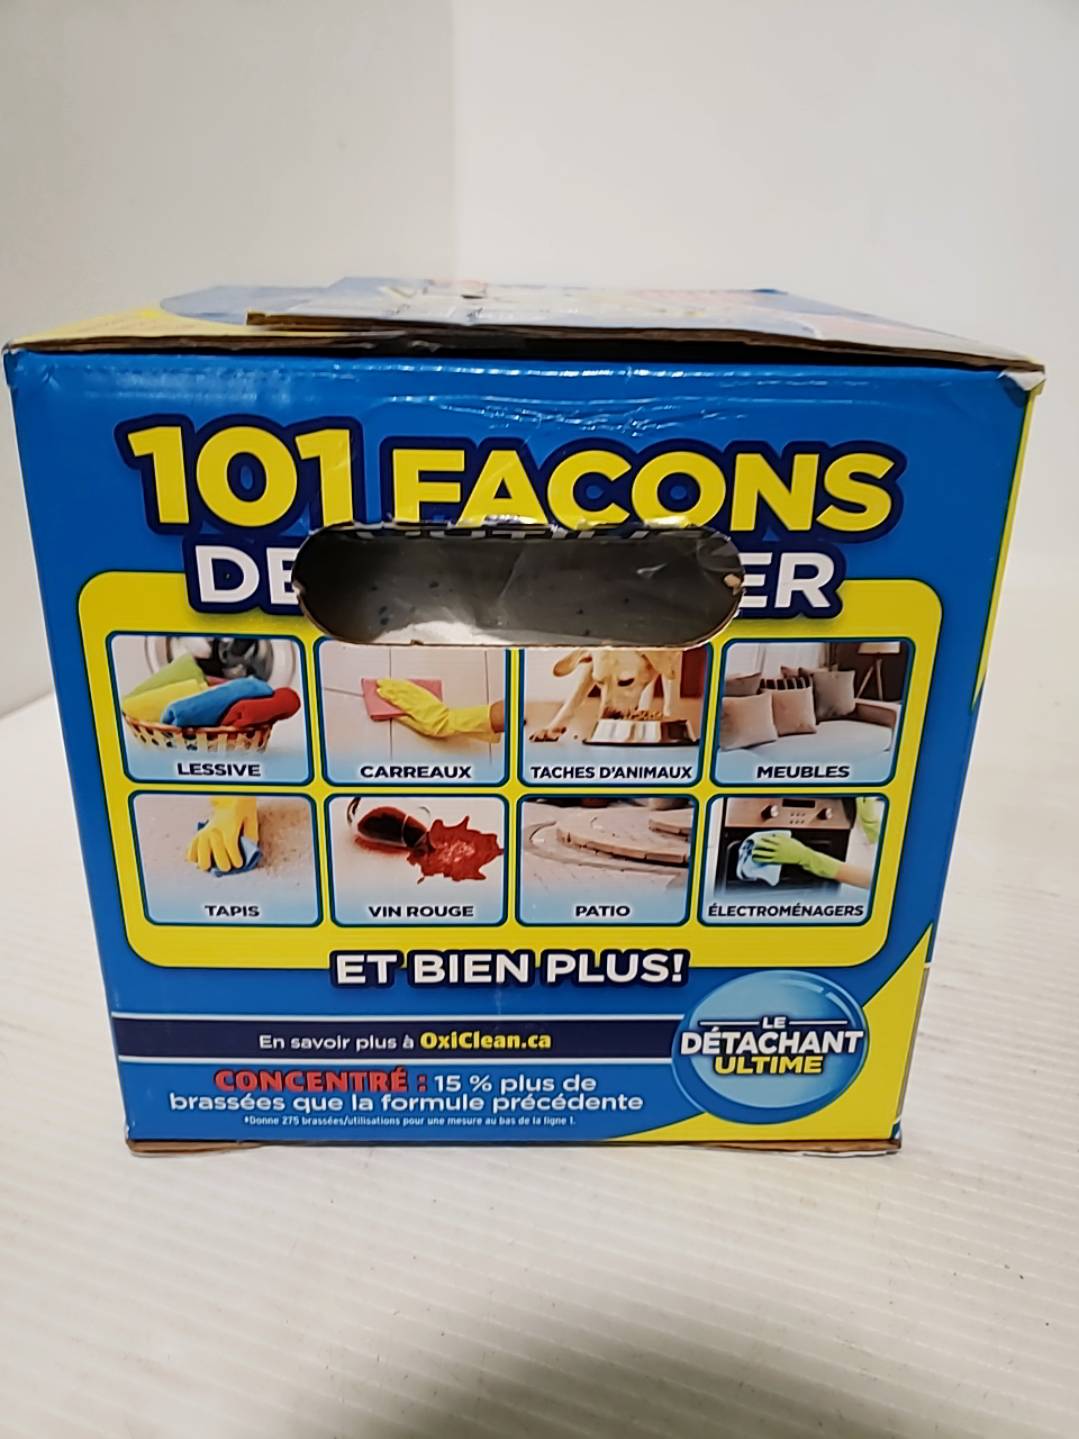 101 FAÇONS
DE
LESSIVE
CARREAUX
TACHES D'ANIMAUX
MEUBLES
TAPIS
VIN ROUGE
PATIO
ÉLECTROMÉNAGERS
ET BIEN PLUS!
En savoir plus à OxiClean.ca
LE
DÉTACHANT
ULTIME
CONCENTRÉ : 15 % plus de
brassées que la formule précédente
*Donne 275 brassées/utilisations pour une mesure au bas de la ligne 1.